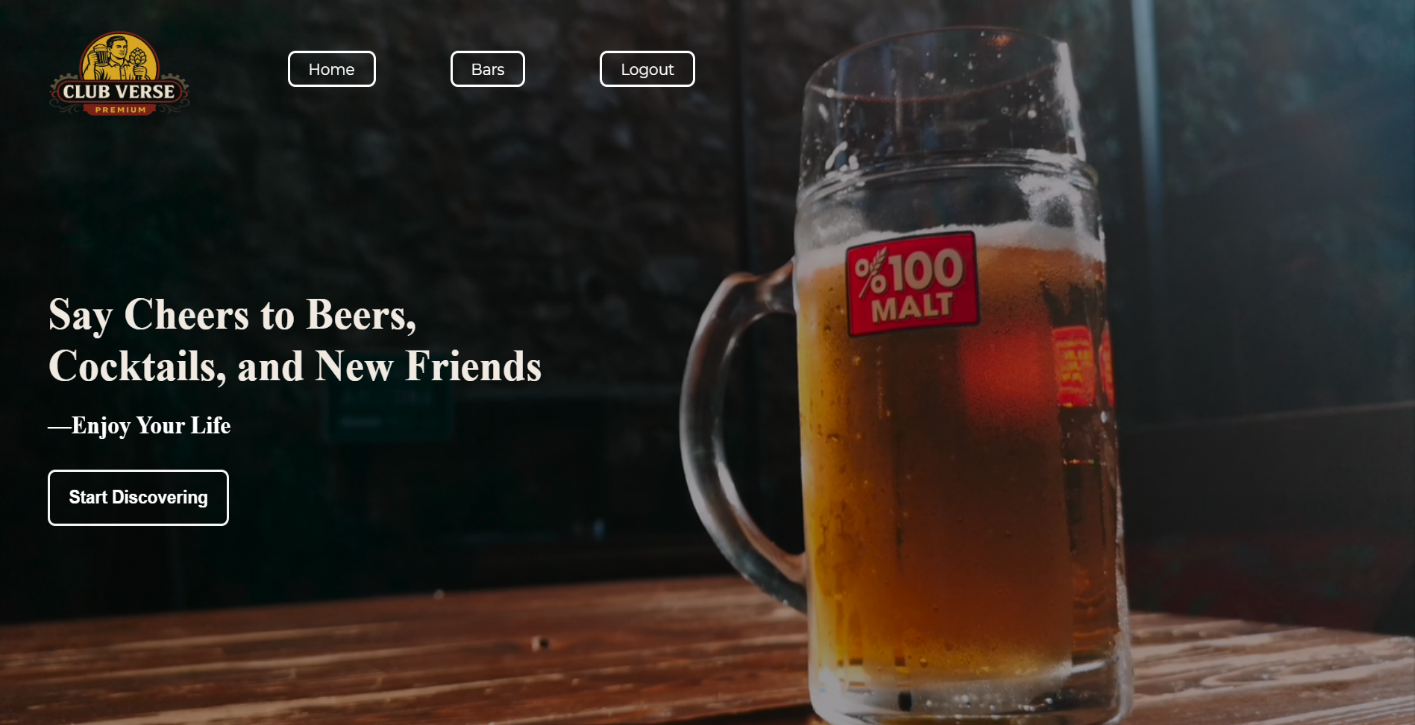 CLUB VERSE
PREMIUM
Home
Bars
Logout
%100
MALT
Say Cheers to Beers,
Cocktails, and New Friends
—Enjoy Your Life
Start Discovering